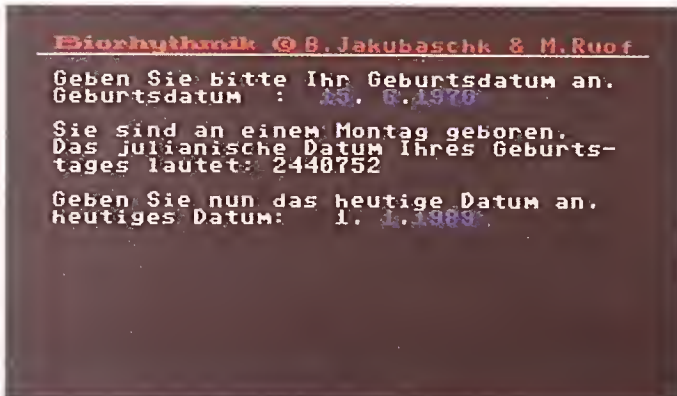 Biorhythmik © B.Jakubaschk & M.Ruof
Geben Sie bitte Ihr Geburtsdatum an.
Geburtsdatum : 15. 6.1970
Sie sind an einem Montag geboren.
Das julianische Datum Ihres Geburts-
tages lautet: 2440752
Geben Sie nun das heutige Datum an.
heutiges Datum: 1. 1.1989